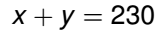 x + y = 230